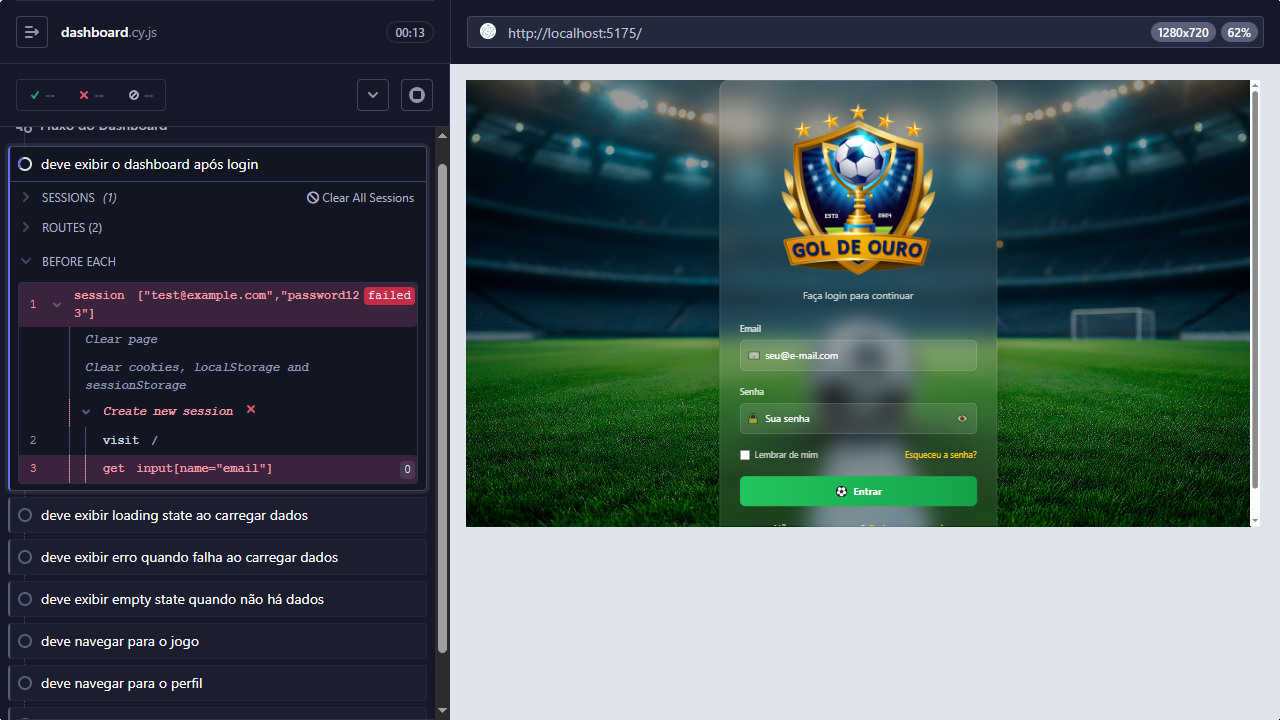 dashboard.cy.js
00:13
-- -- --
Fluxo do Dashboard
deve exibir o dashboard após login
SESSIONS (1)
Clear All Sessions
ROUTES (2)
BEFORE EACH
1 session ["test@example.com","password12
3"]
failed
Clear page
Clear cookies, localStorage and
sessionStorage
Create new session
2 visit /
3 get input[name="email"] 0
deve exibir loading state ao carregar dados
deve exibir erro quando falha ao carregar dados
deve exibir empty state quando não há dados
deve navegar para o jogo
deve navegar para o perfil
http://localhost:5175/
1280x720
62%
ESTD 2024
GOL DE OURO
Faça login para continuar
Email
seu@e-mail.com
Senha
Sua senha
Lembrar de mim
Esqueceu a senha?
Entrar